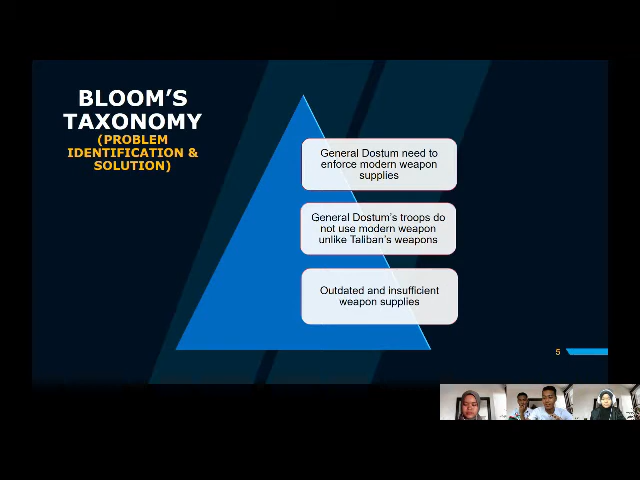 BLOOM'S
TAXONOMY
(PROBLEM
IDENTIFICATION &
SOLUTION)
General Dostum need to
enforce modern weapon
supplies
General Dostum's troops do
not use modern weapon
unlike Taliban's weapons
Outdated and insufficient
weapon supplies
5